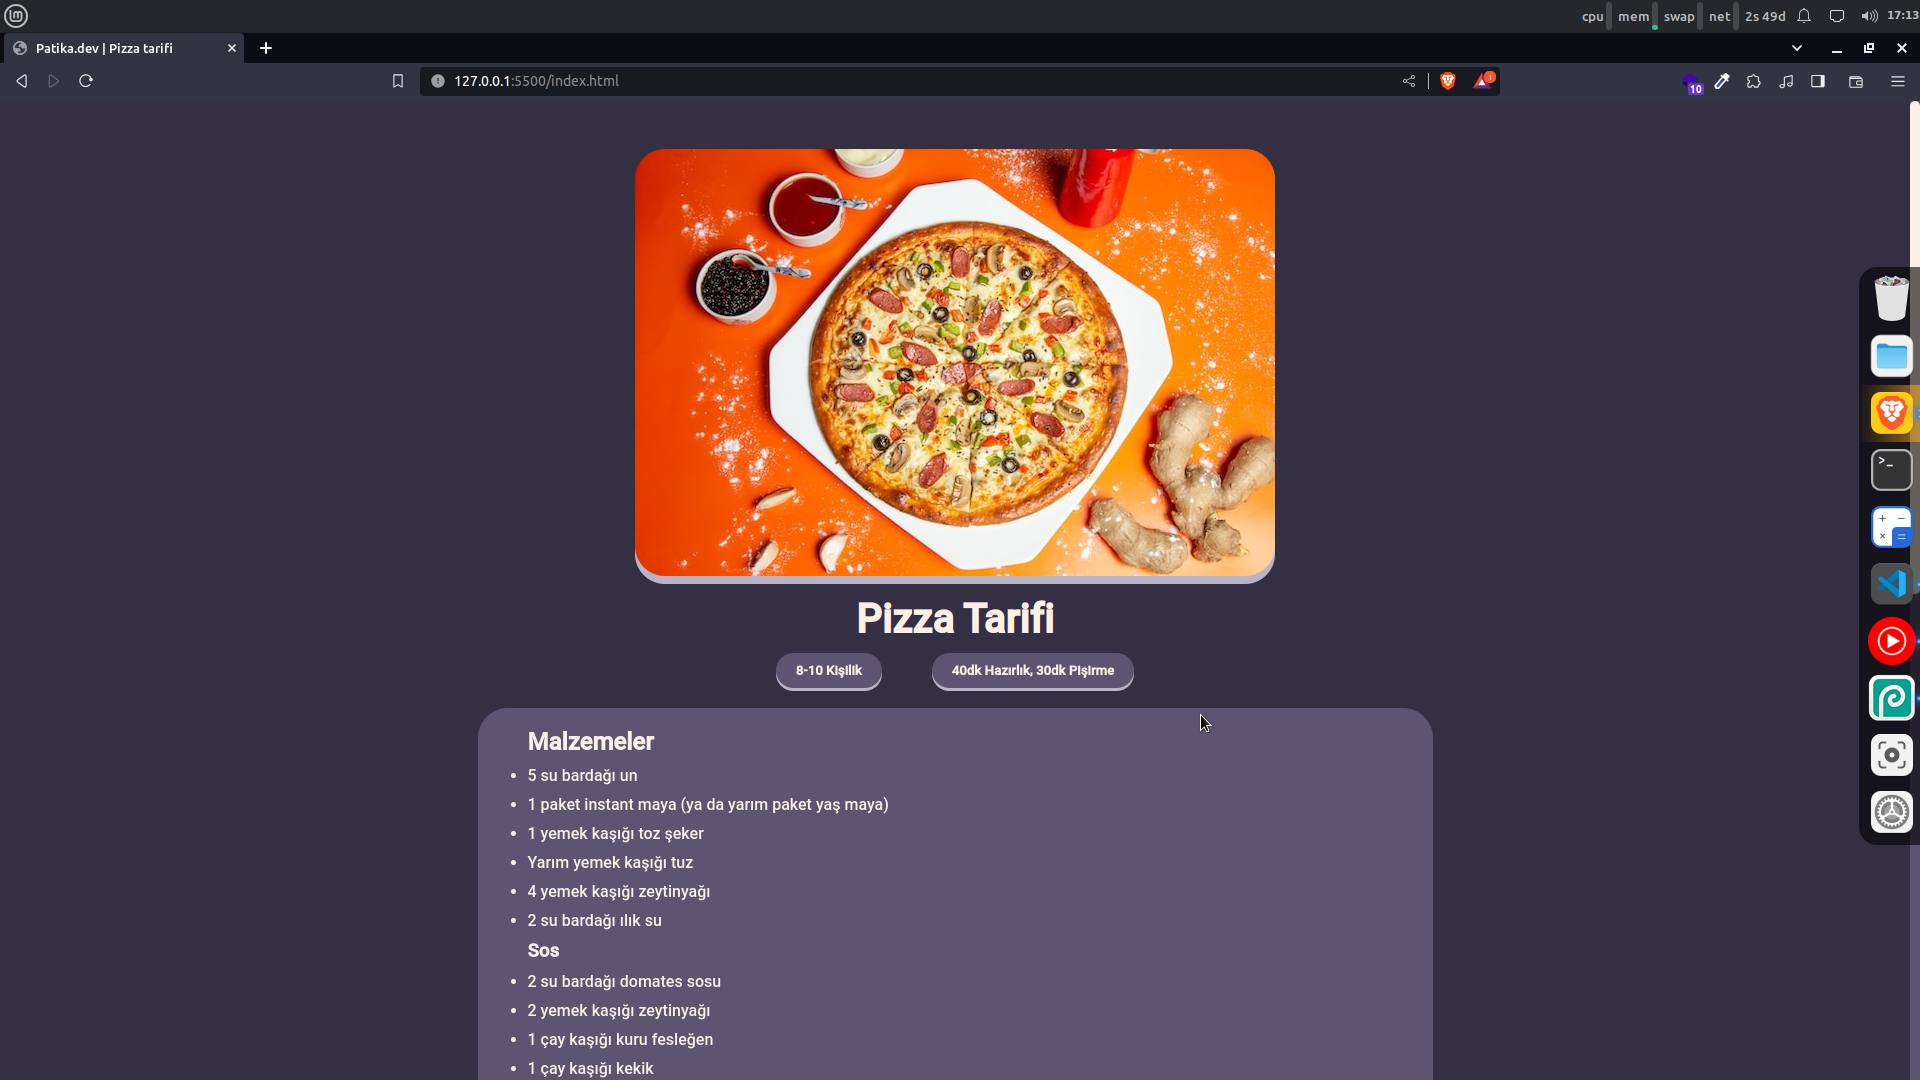 cpu mem swap net 2s 49d 17:13
Patika.dev | Pizza tarifi
127.0.0.1:5500/index.html
1
10
Pizza Tarifi
8-10 Kişilik
40dk Hazırlık, 30dk Pişirme
Malzemeler
• 5 su bardağı un
• 1 paket instant maya (ya da yarım paket yaş maya)
• 1 yemek kaşığı toz şeker
• Yarım yemek kaşığı tuz
• 4 yemek kaşığı zeytinyağı
• 2 su bardağı ılık su
Sos
• 2 su bardağı domates sosu
• 2 yemek kaşığı zeytinyağı
• 1 çay kaşığı kuru fesleğen
• 1 çay kaşığı kekik